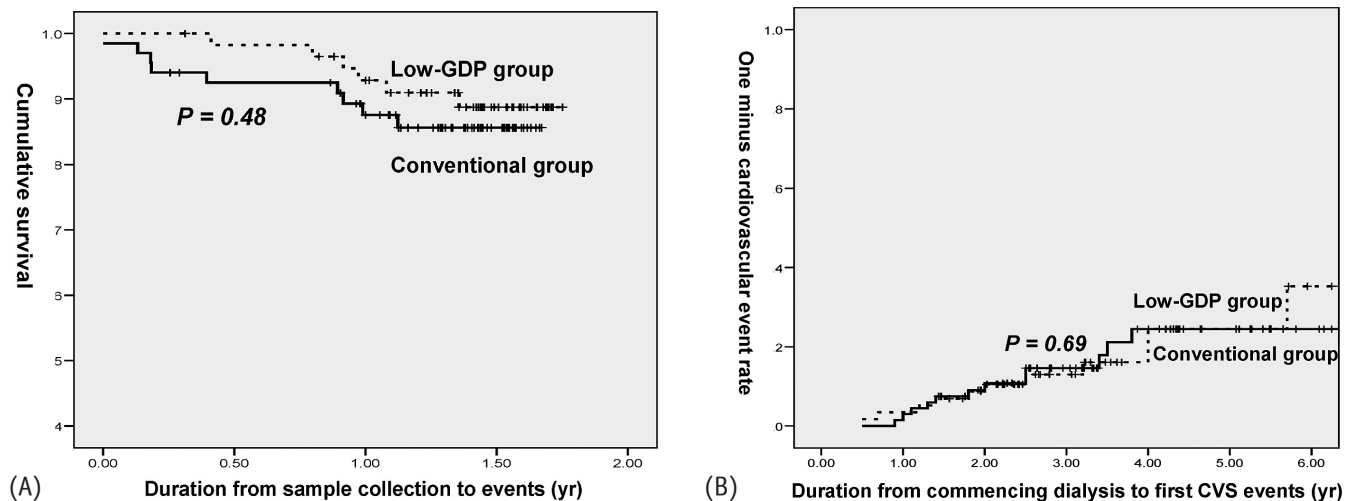 1.0
.9
.8
.7
.6
.5
.4
Cumulative survival
Low-GDP group
P = 0.48
Conventional group
0.00 0.50 1.00 1.50 2.00
Duration from sample collection to events (yr)
(A)
1.0
.8
.6
.4
.2
.0
One minus cardiovascular event rate
Low-GDP group
P = 0.69
Conventional group
0.00 1.00 2.00 3.00 4.00 5.00 6.00
Duration from commencing dialysis to first CVS events (yr)
(B)